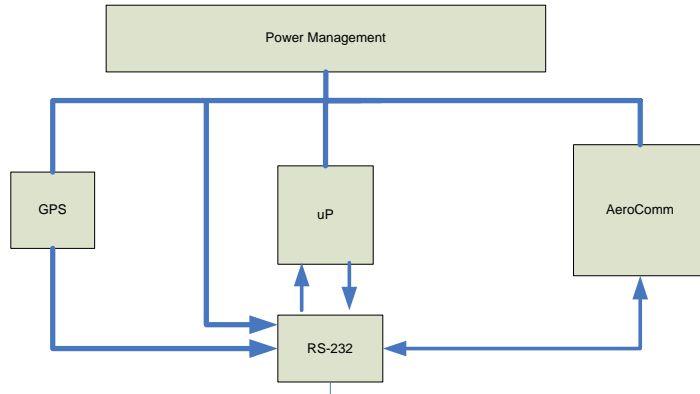 Power Management
GPS
uP
AeroComm
RS-232